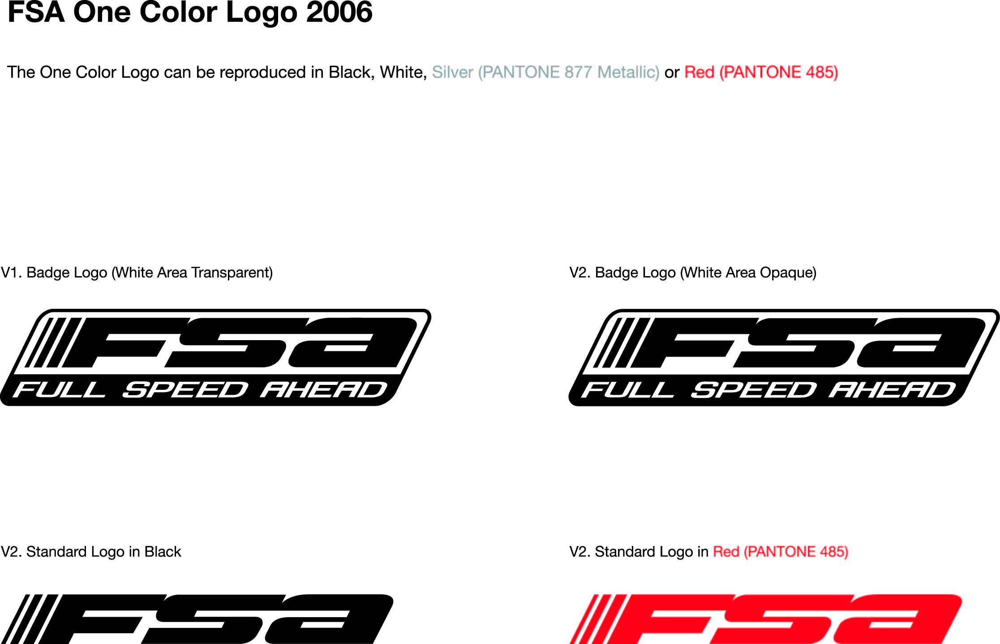 FSA One Color Logo 2006
The One Color Logo can be reproduced in Black, White, Silver (PANTONE 877 Metallic) or Red (PANTONE 485)
V1. Badge Logo (White Area Transparent)
FSA
FULL SPEED AHEAD
V2. Badge Logo (White Area Opaque)
FSA
FULL SPEED AHEAD
V2. Standard Logo in Black
FSA
V2. Standard Logo in Red (PANTONE 485)
FSA